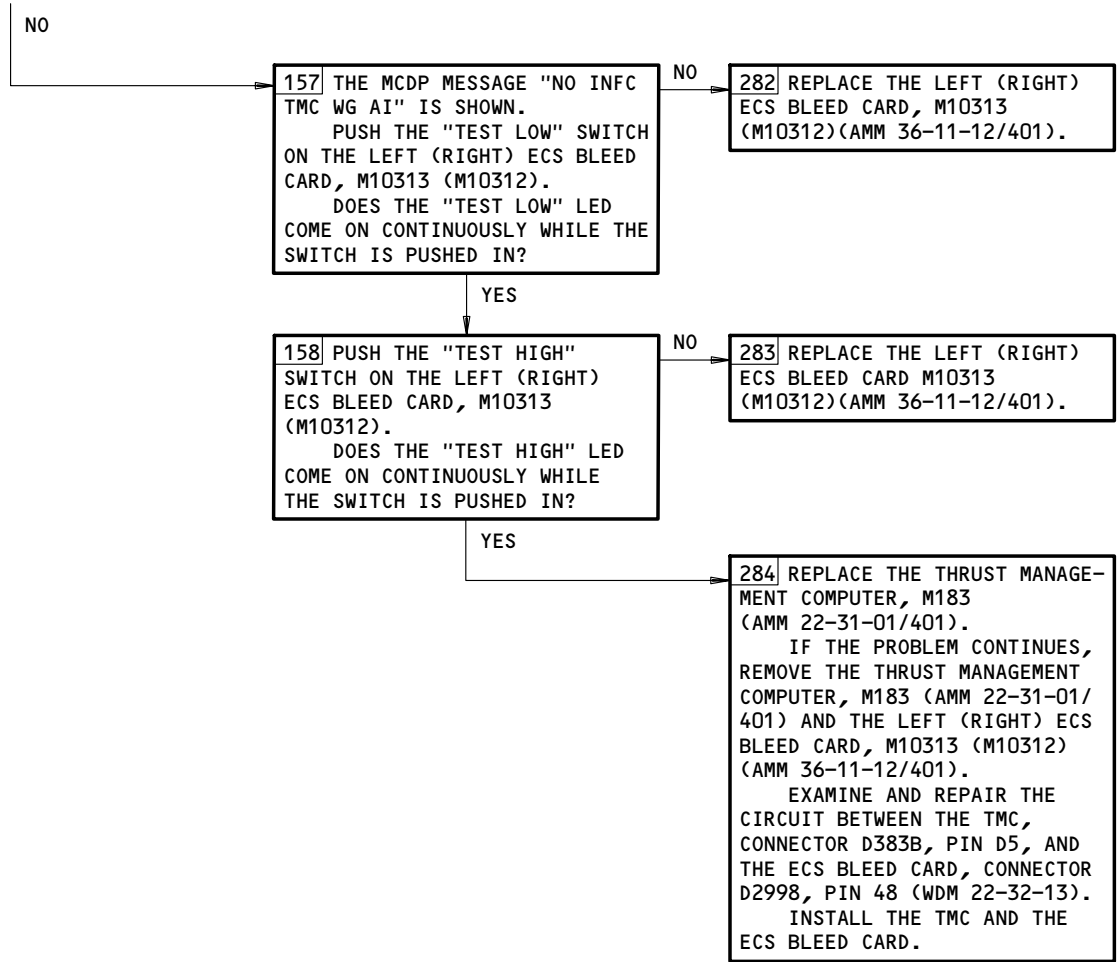 NO
157 THE MCDP MESSAGE "NO INFC
TMC WG AI" IS SHOWN.
PUSH THE "TEST LOW" SWITCH
ON THE LEFT (RIGHT) ECS BLEED
CARD, M10313 (M10312).
DOES THE "TEST LOW" LED
COME ON CONTINUOUSLY WHILE THE
SWITCH IS PUSHED IN?
NO
282 REPLACE THE LEFT (RIGHT)
ECS BLEED CARD, M10313
(M10312)(AMM 36-11-12/401).
YES
158 PUSH THE "TEST HIGH"
SWITCH ON THE LEFT (RIGHT)
ECS BLEED CARD, M10313
(M10312).
DOES THE "TEST HIGH" LED
COME ON CONTINUOUSLY WHILE
THE SWITCH IS PUSHED IN?
NO
283 REPLACE THE LEFT (RIGHT)
ECS BLEED CARD M10313
(M10312)(AMM 36-11-12/401).
YES
284 REPLACE THE THRUST MANAGE-
MENT COMPUTER, M183
(AMM 22-31-01/401).
IF THE PROBLEM CONTINUES,
REMOVE THE THRUST MANAGEMENT
COMPUTER, M183 (AMM 22-31-01/
401) AND THE LEFT (RIGHT) ECS
BLEED CARD, M10313 (M10312)
(AMM 36-11-12/401).
EXAMINE AND REPAIR THE
CIRCUIT BETWEEN THE TMC,
CONNECTOR D383B, PIN D5, AND
THE ECS BLEED CARD, CONNECTOR
D2998, PIN 48 (WDM 22-32-13).
INSTALL THE TMC AND THE
ECS BLEED CARD.